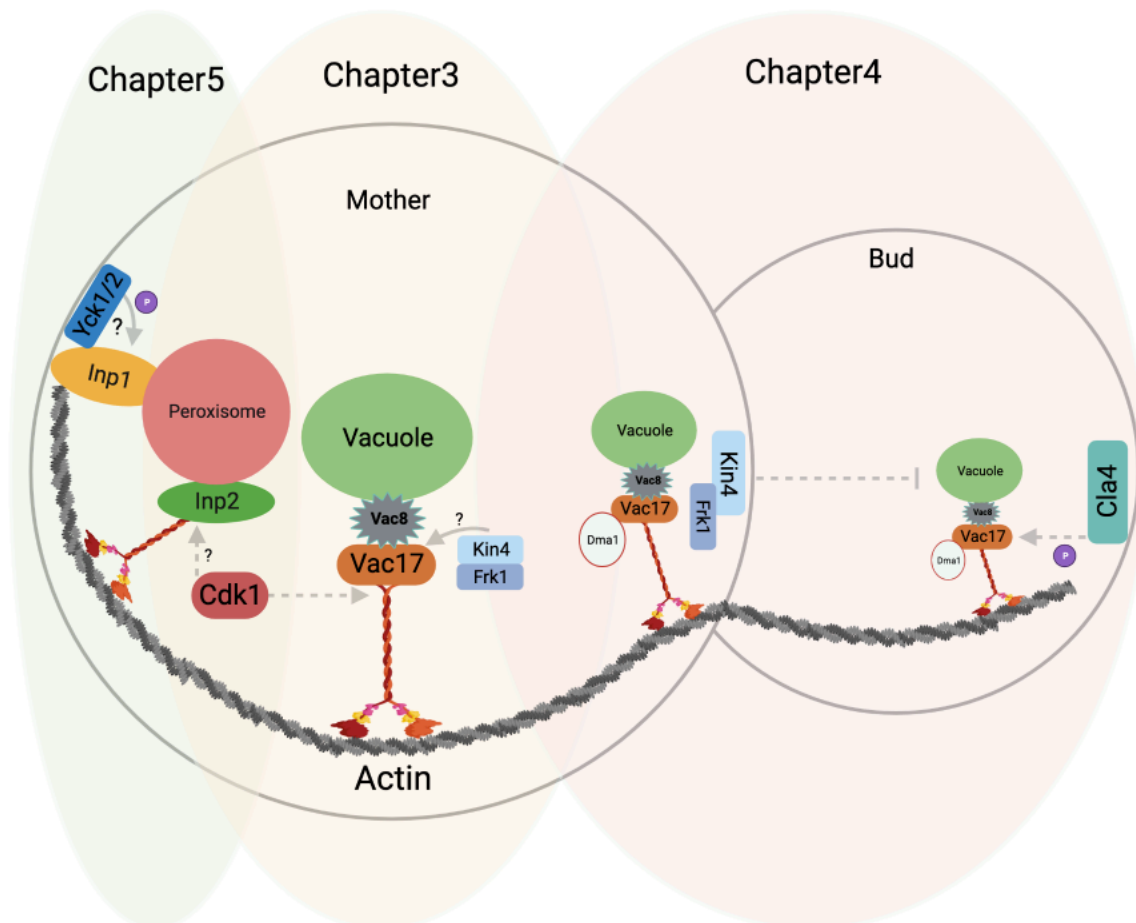 Chapter5
Chapter3
Chapter4
Mother
Bud
Yck1/2
P
?
Inp1
Peroxisome
Inp2
?
Cdk1
Vacuole
Vac8
Vac17
?
Kin4
Frk1
Vacuole
Vac8
Vac17
Dma1
Kin4
Frk1
Vacuole
Vac8
Vac17
Dma1
P
Cla4
Actin